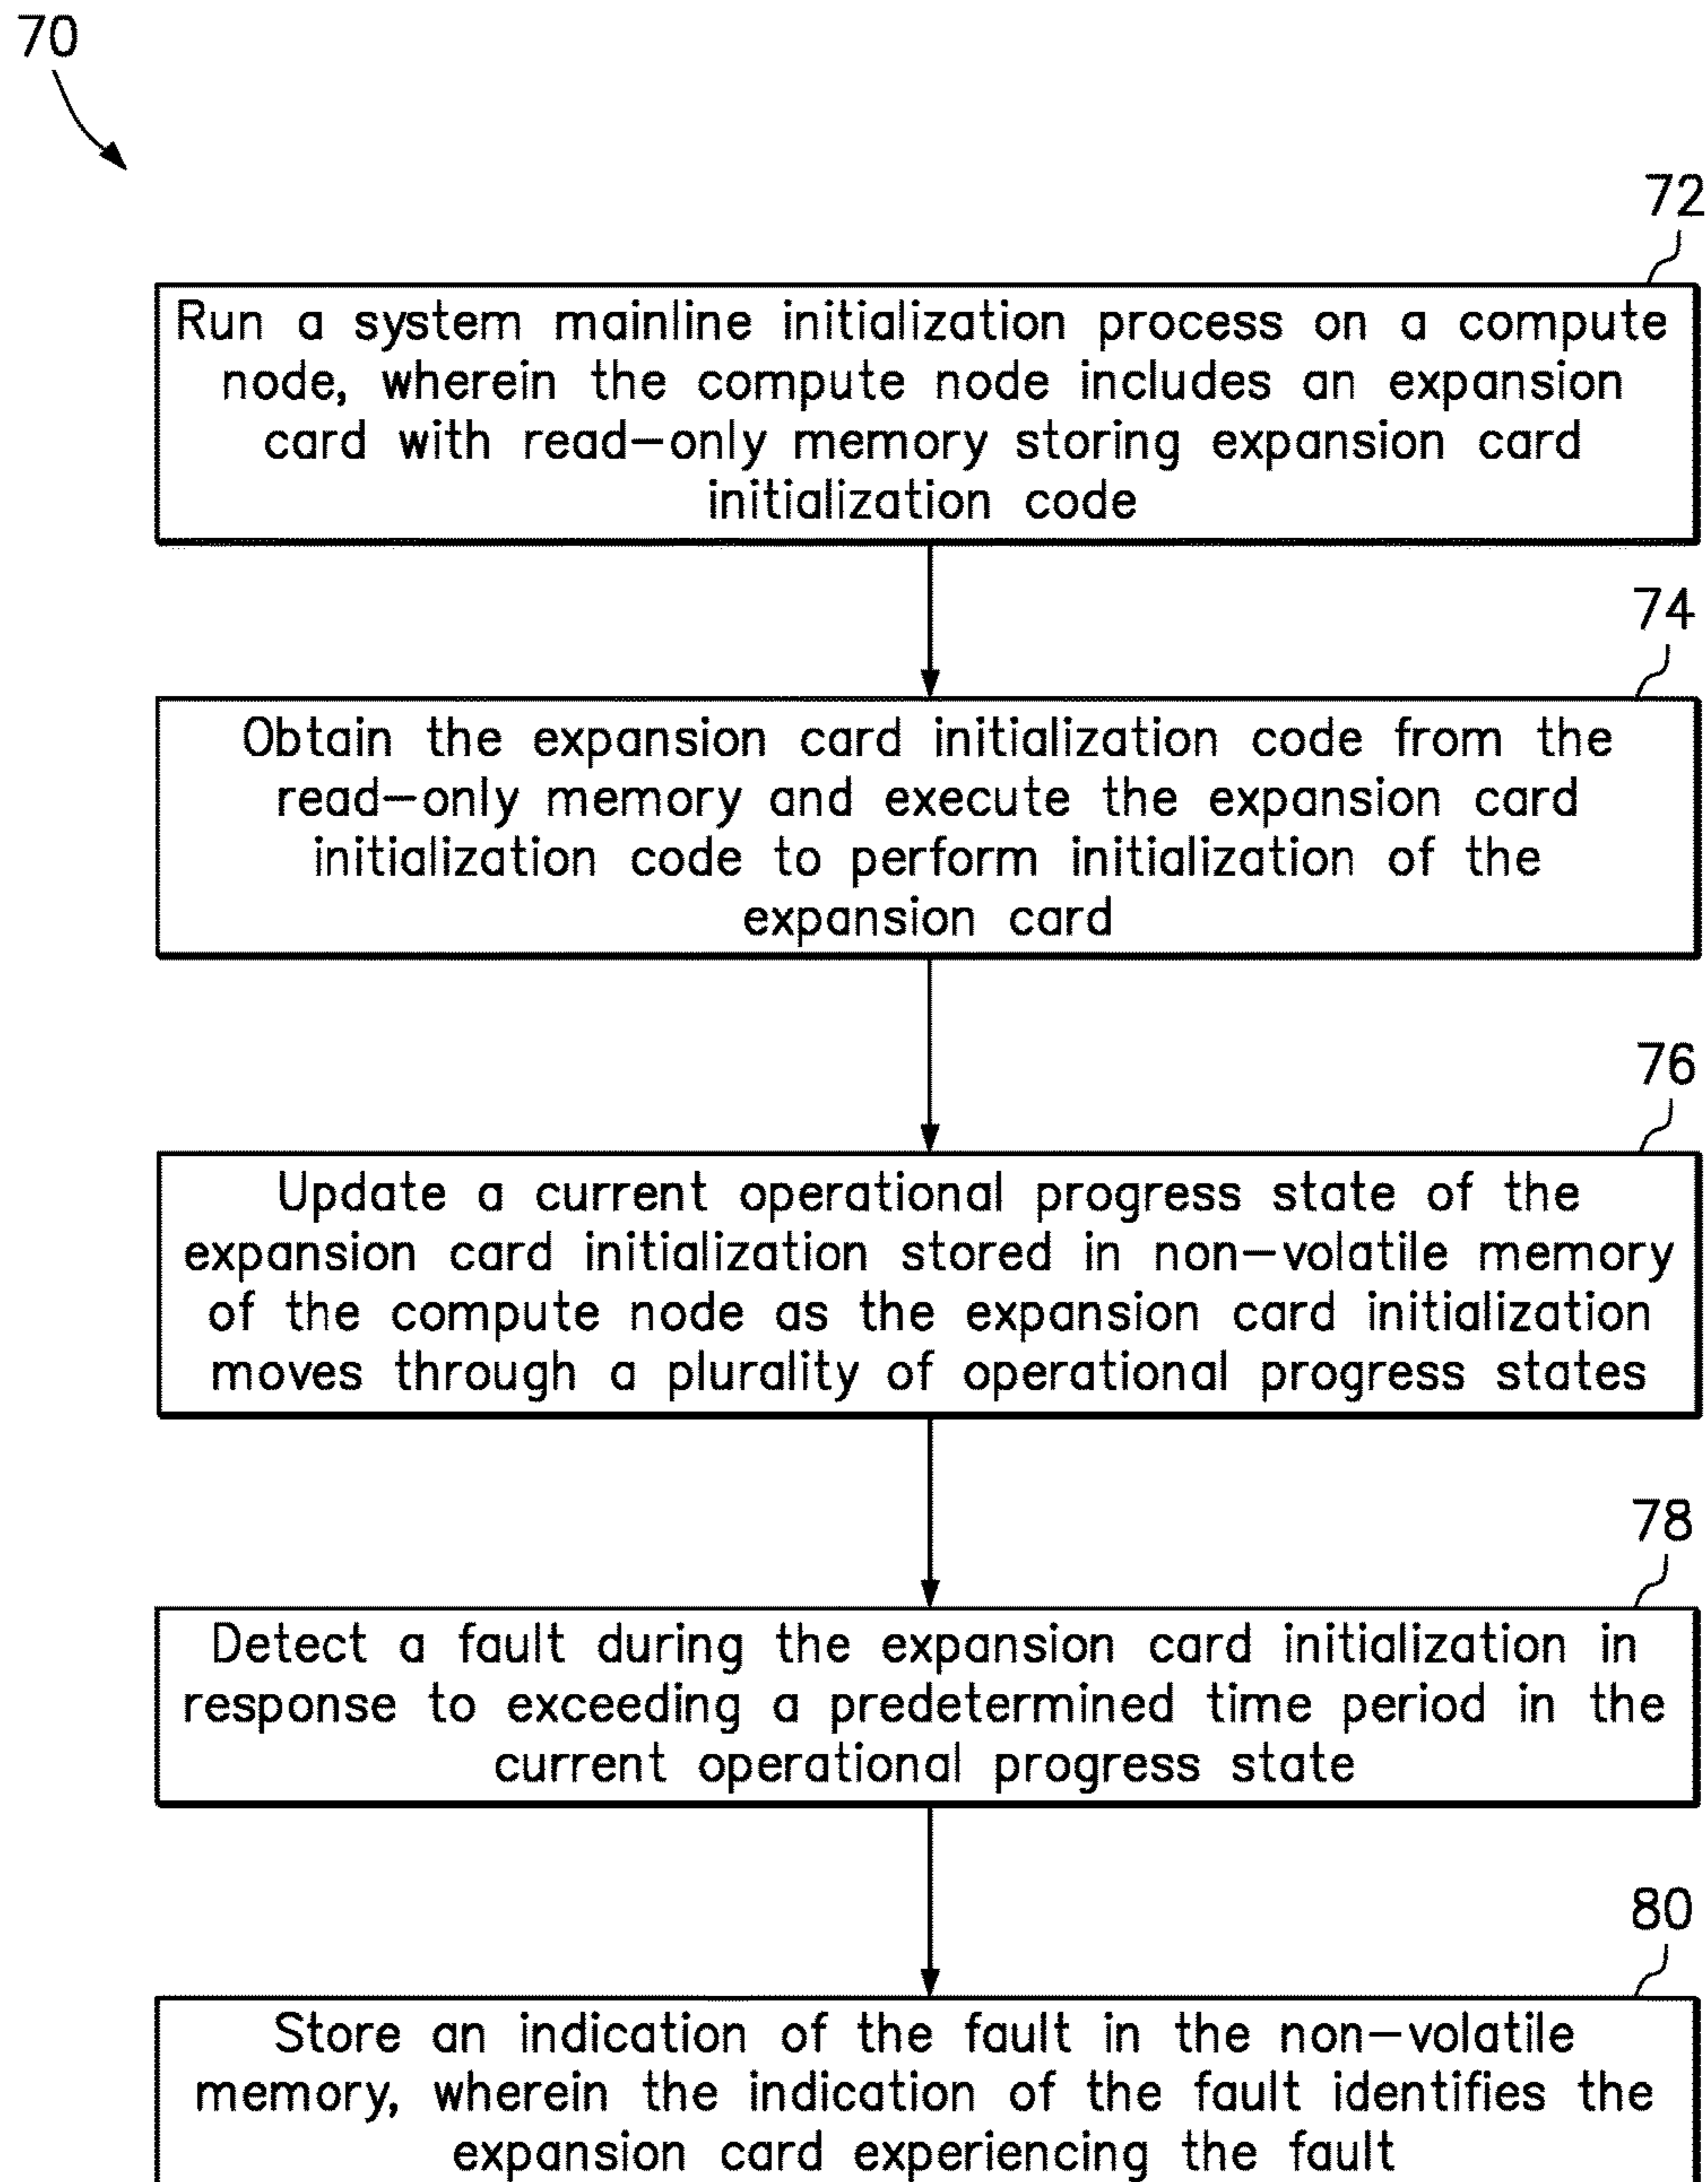 70
72
Run a system mainline initialization process on a compute
node, wherein the compute node includes an expansion
card with read-only memory storing expansion card
initialization code
74
Obtain the expansion card initialization code from the
read-only memory and execute the expansion card
initialization code to perform initialization of the
expansion card
76
Update a current operational progress state of the
expansion card initialization stored in non-volatile memory
of the compute node as the expansion card initialization
moves through a plurality of operational progress states
78
Detect a fault during the expansion card initialization in
response to exceeding a predetermined time period in the
current operational progress state
80
Store an indication of the fault in the non-volatile
memory, wherein the indication of the fault identifies the
expansion card experiencing the fault